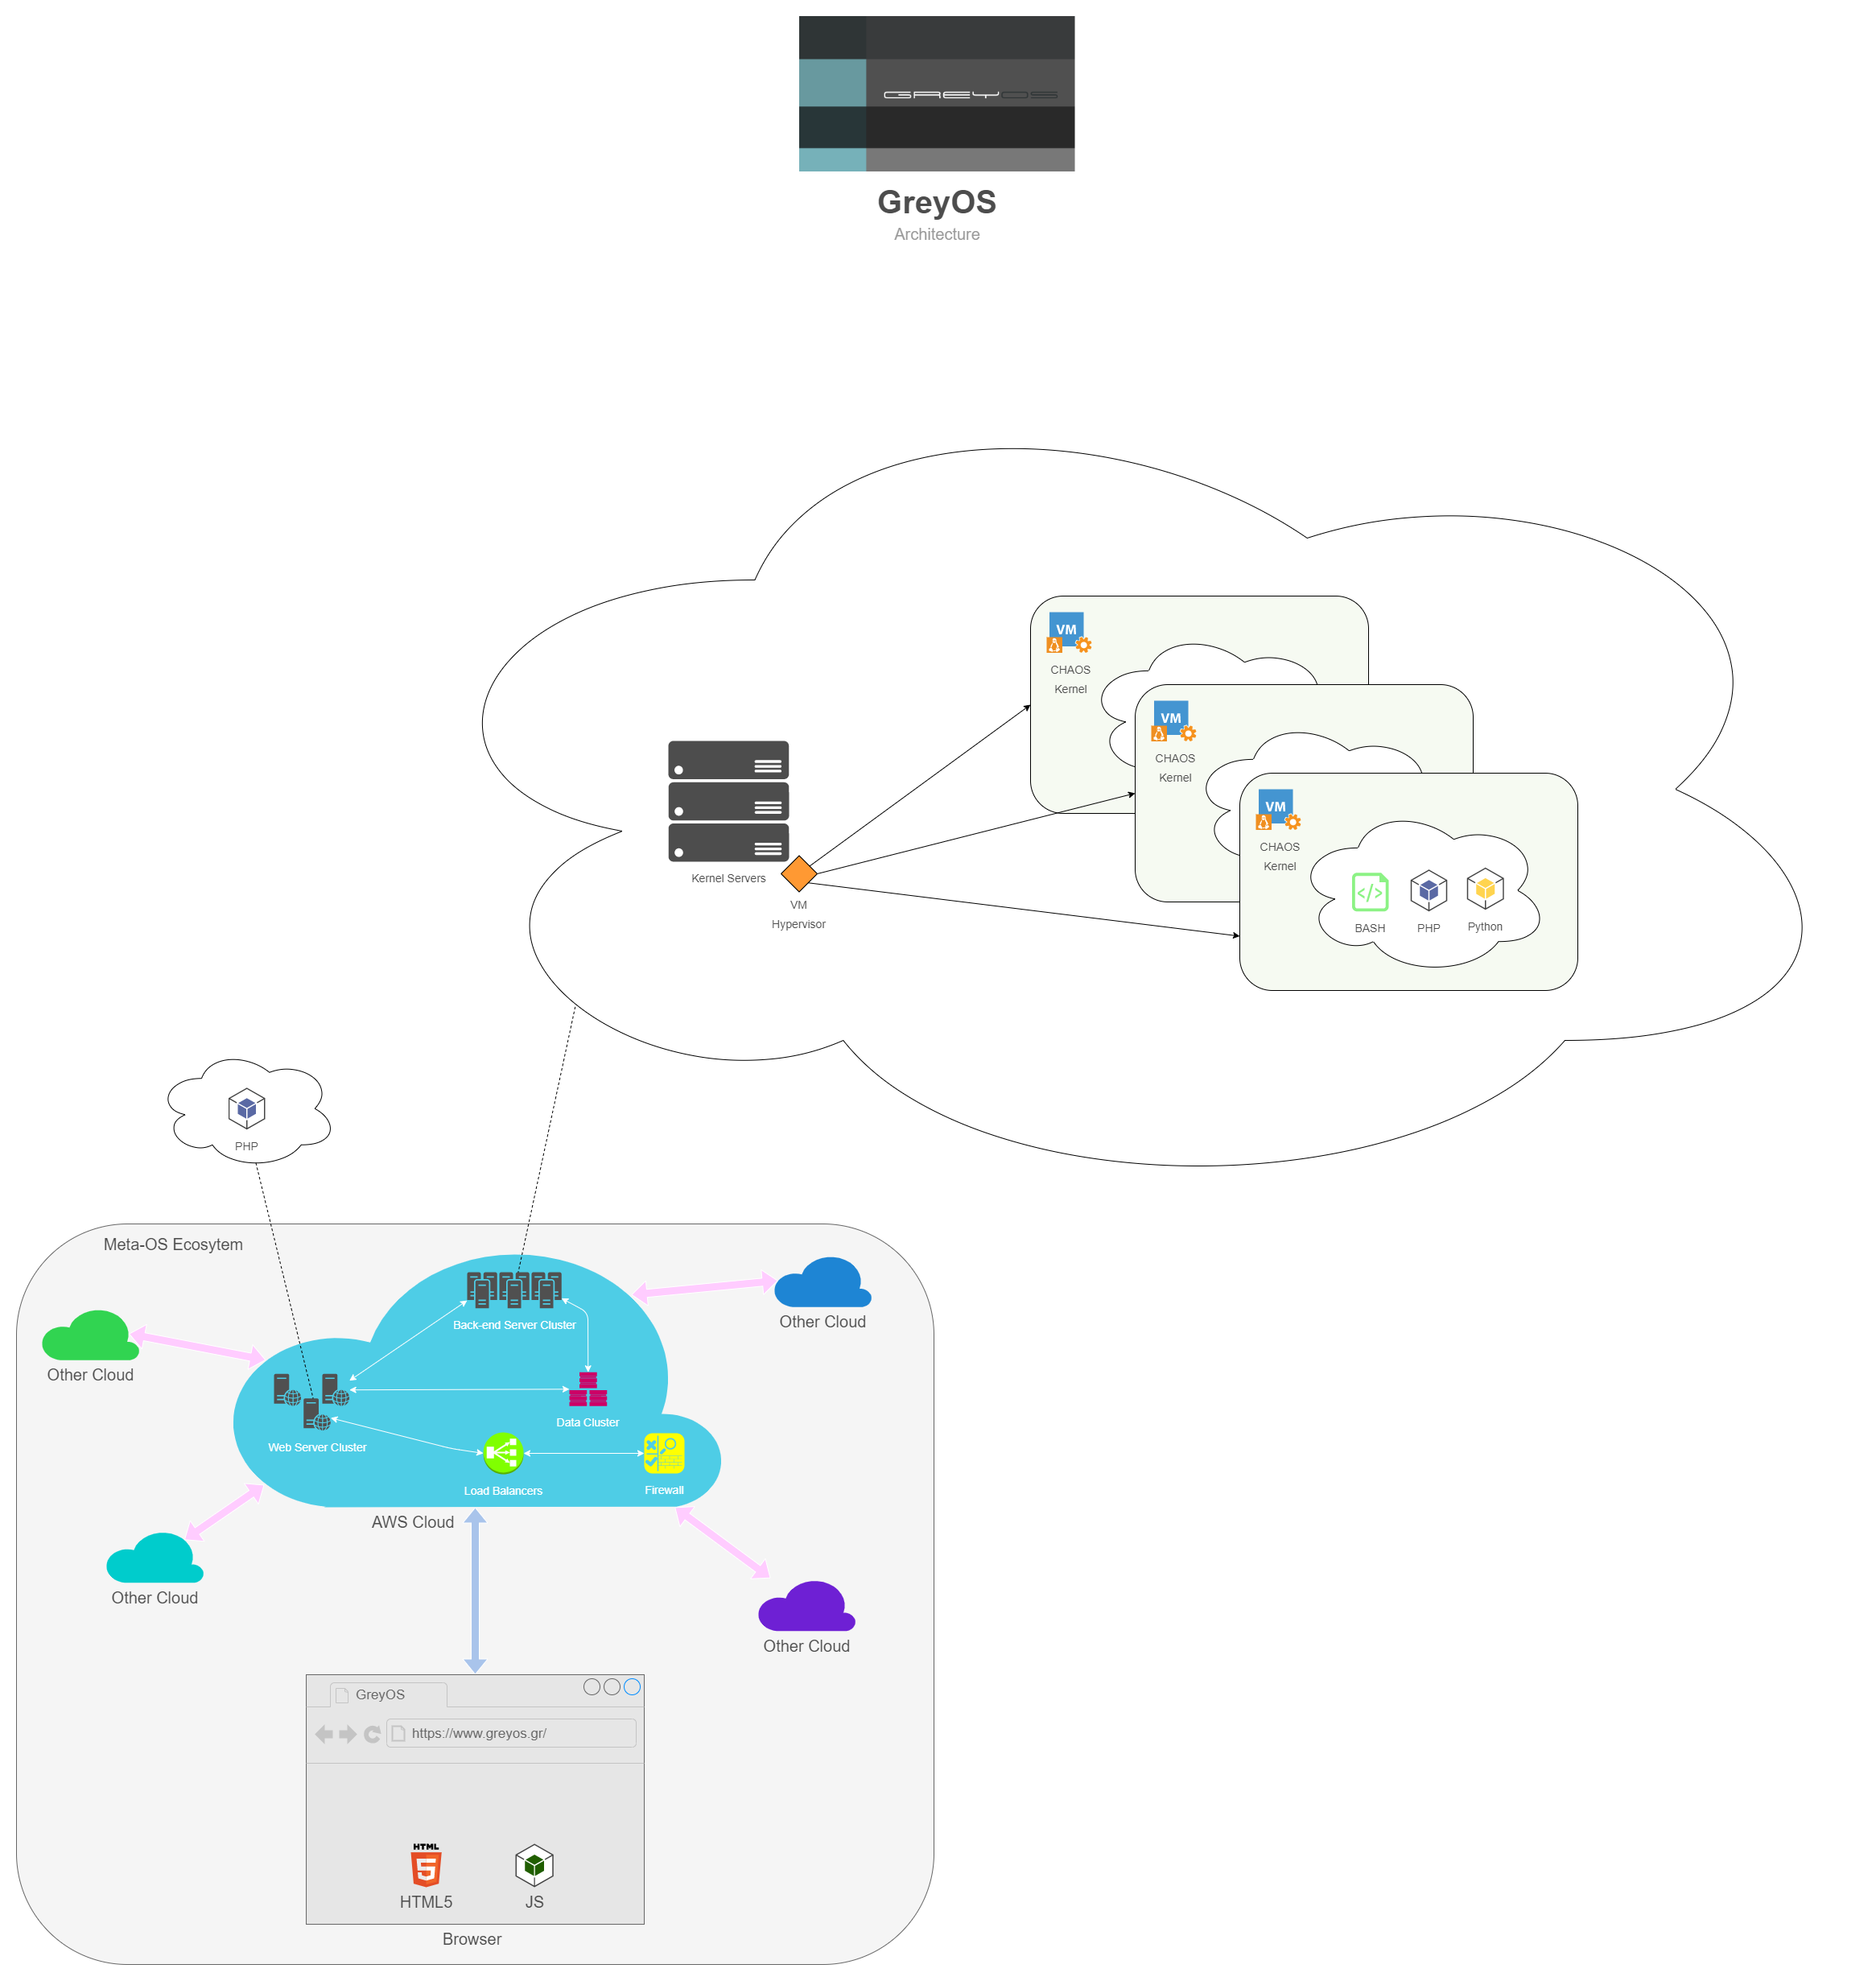 GREYOS
GreyOS
Architecture
VM
CHAOS
Kernel
VM
CHAOS
Kernel
VM
CHAOS
Kernel
BASH
PHP
Python
Kernel Servers
VM
Hypervisor
PHP
Meta-OS Ecosytem
Back-end Server Cluster
Other Cloud
Other Cloud
Data Cluster
Web Server Cluster
Load Balancers
Firewall
AWS Cloud
Other Cloud
Other Cloud
GreyOS
https://www.greyos.gr/
HTML
5
HTML5
JS
Browser